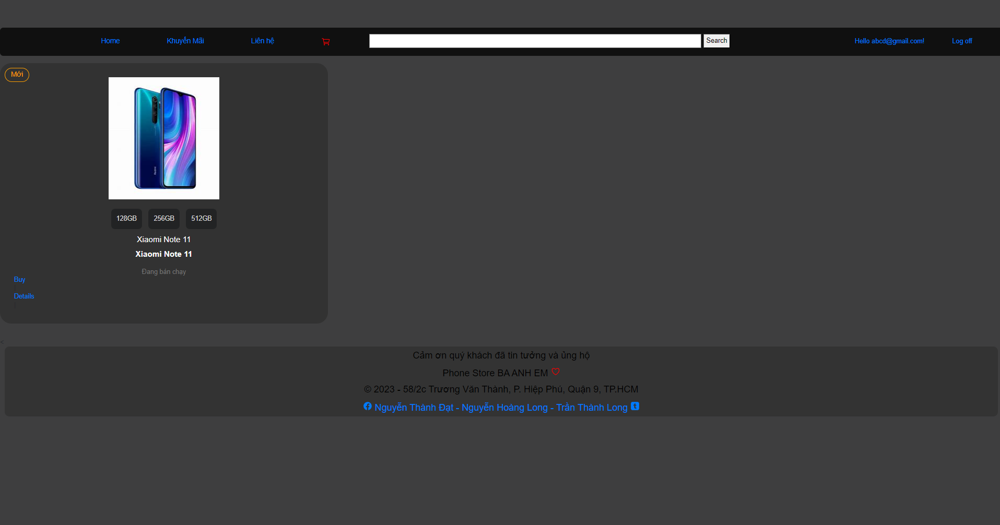 Home Khuyến Mãi Liên hệ Search Hello abcd@gmail.com! Log off
Mới
Redmi
128GB 256GB 512GB
Xiaomi Note 11
Xiaomi Note 11
Đang bán chạy
Buy
Details
<
Cảm ơn quý khách đã tin tưởng và ủng hộ
Phone Store BA ANH EM
© 2023 - 58/2c Trương Văn Thành, P. Hiệp Phú, Quận 9, TP.HCM
Nguyễn Thành Đạt - Nguyễn Hoàng Long - Trần Thành Long